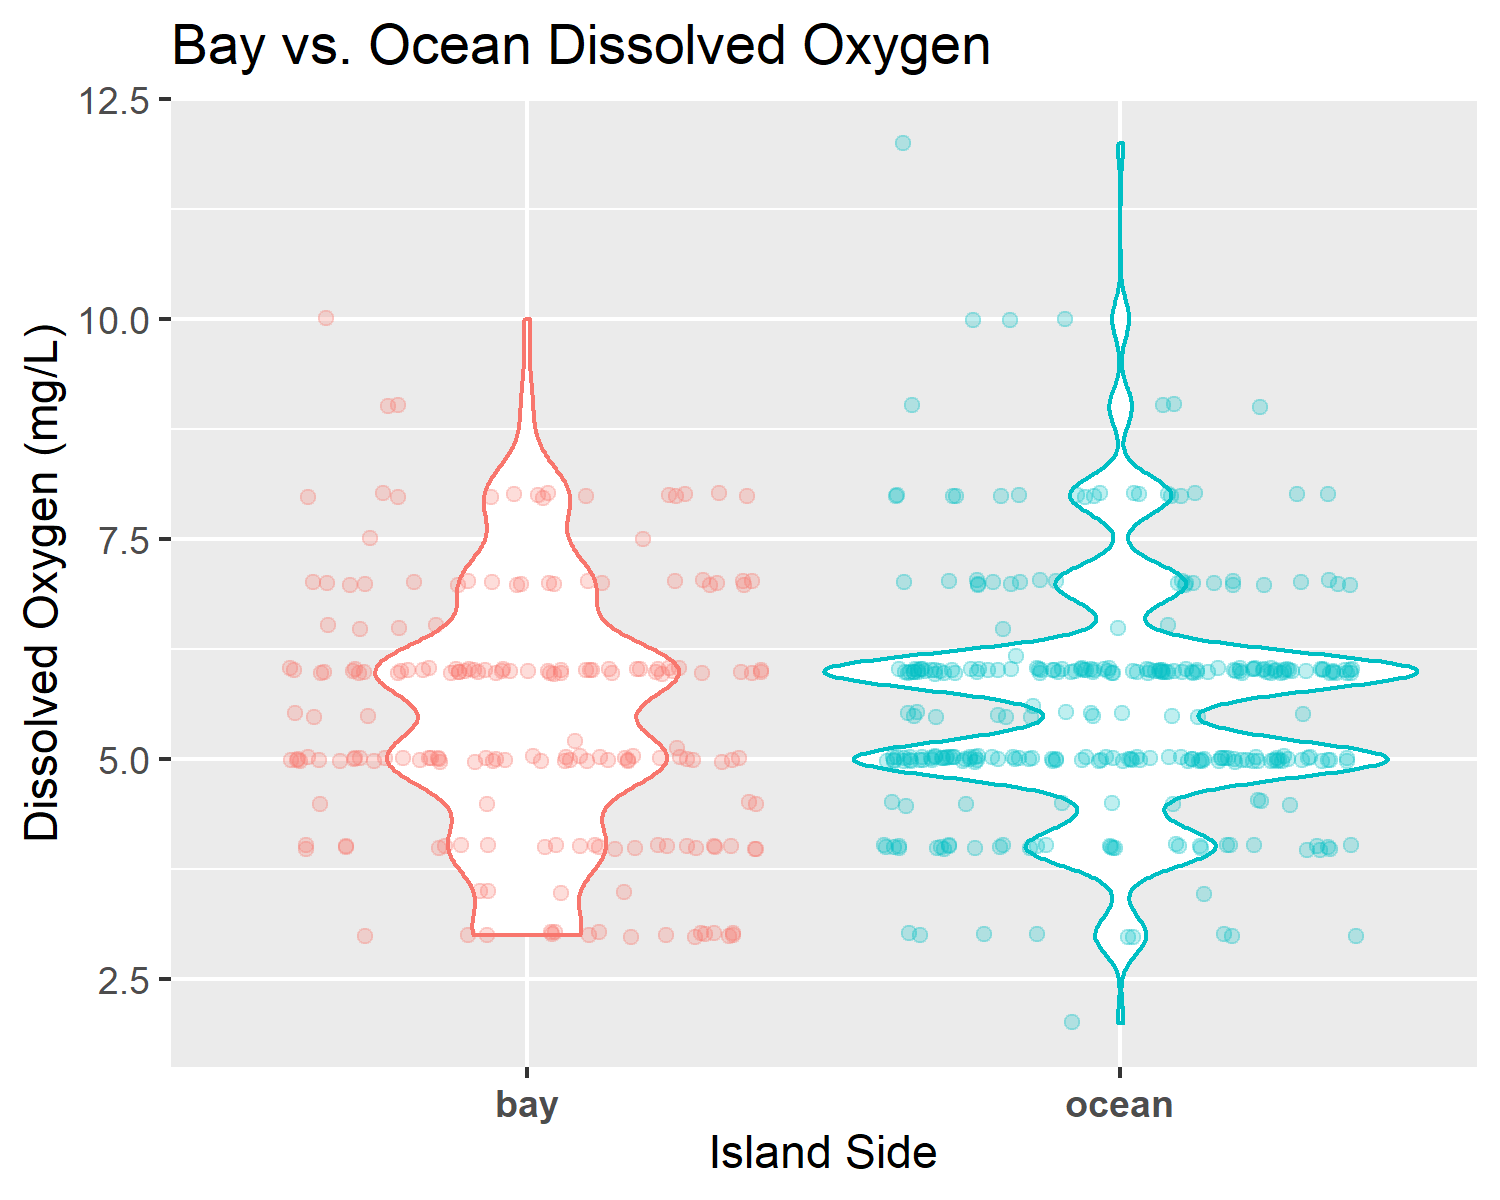 Bay vs. Ocean Dissolved Oxygen
12.5
10.0
7.5
5.0
2.5
Dissolved Oxygen (mg/L)
bay
ocean
Island Side